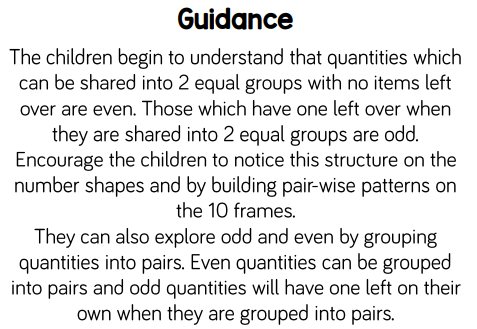 Guidance
The children begin to understand that quantities which
can be shared into 2 equal groups with no items left
over are even. Those which have one left over when
they are shared into 2 equal groups are odd.
Encourage the children to notice this structure on the
number shapes and by building pair-wise patterns on
the 10 frames.
They can also explore odd and even by grouping
quantities into pairs. Even quantities can be grouped
into pairs and odd quantities will have one left on their
own when they are grouped into pairs.